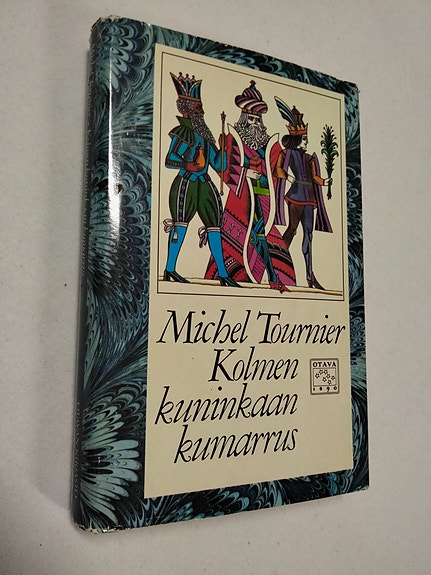 Michel Tournier
Kolmen
kuninkaan
kumarrus
OTAVA
1890